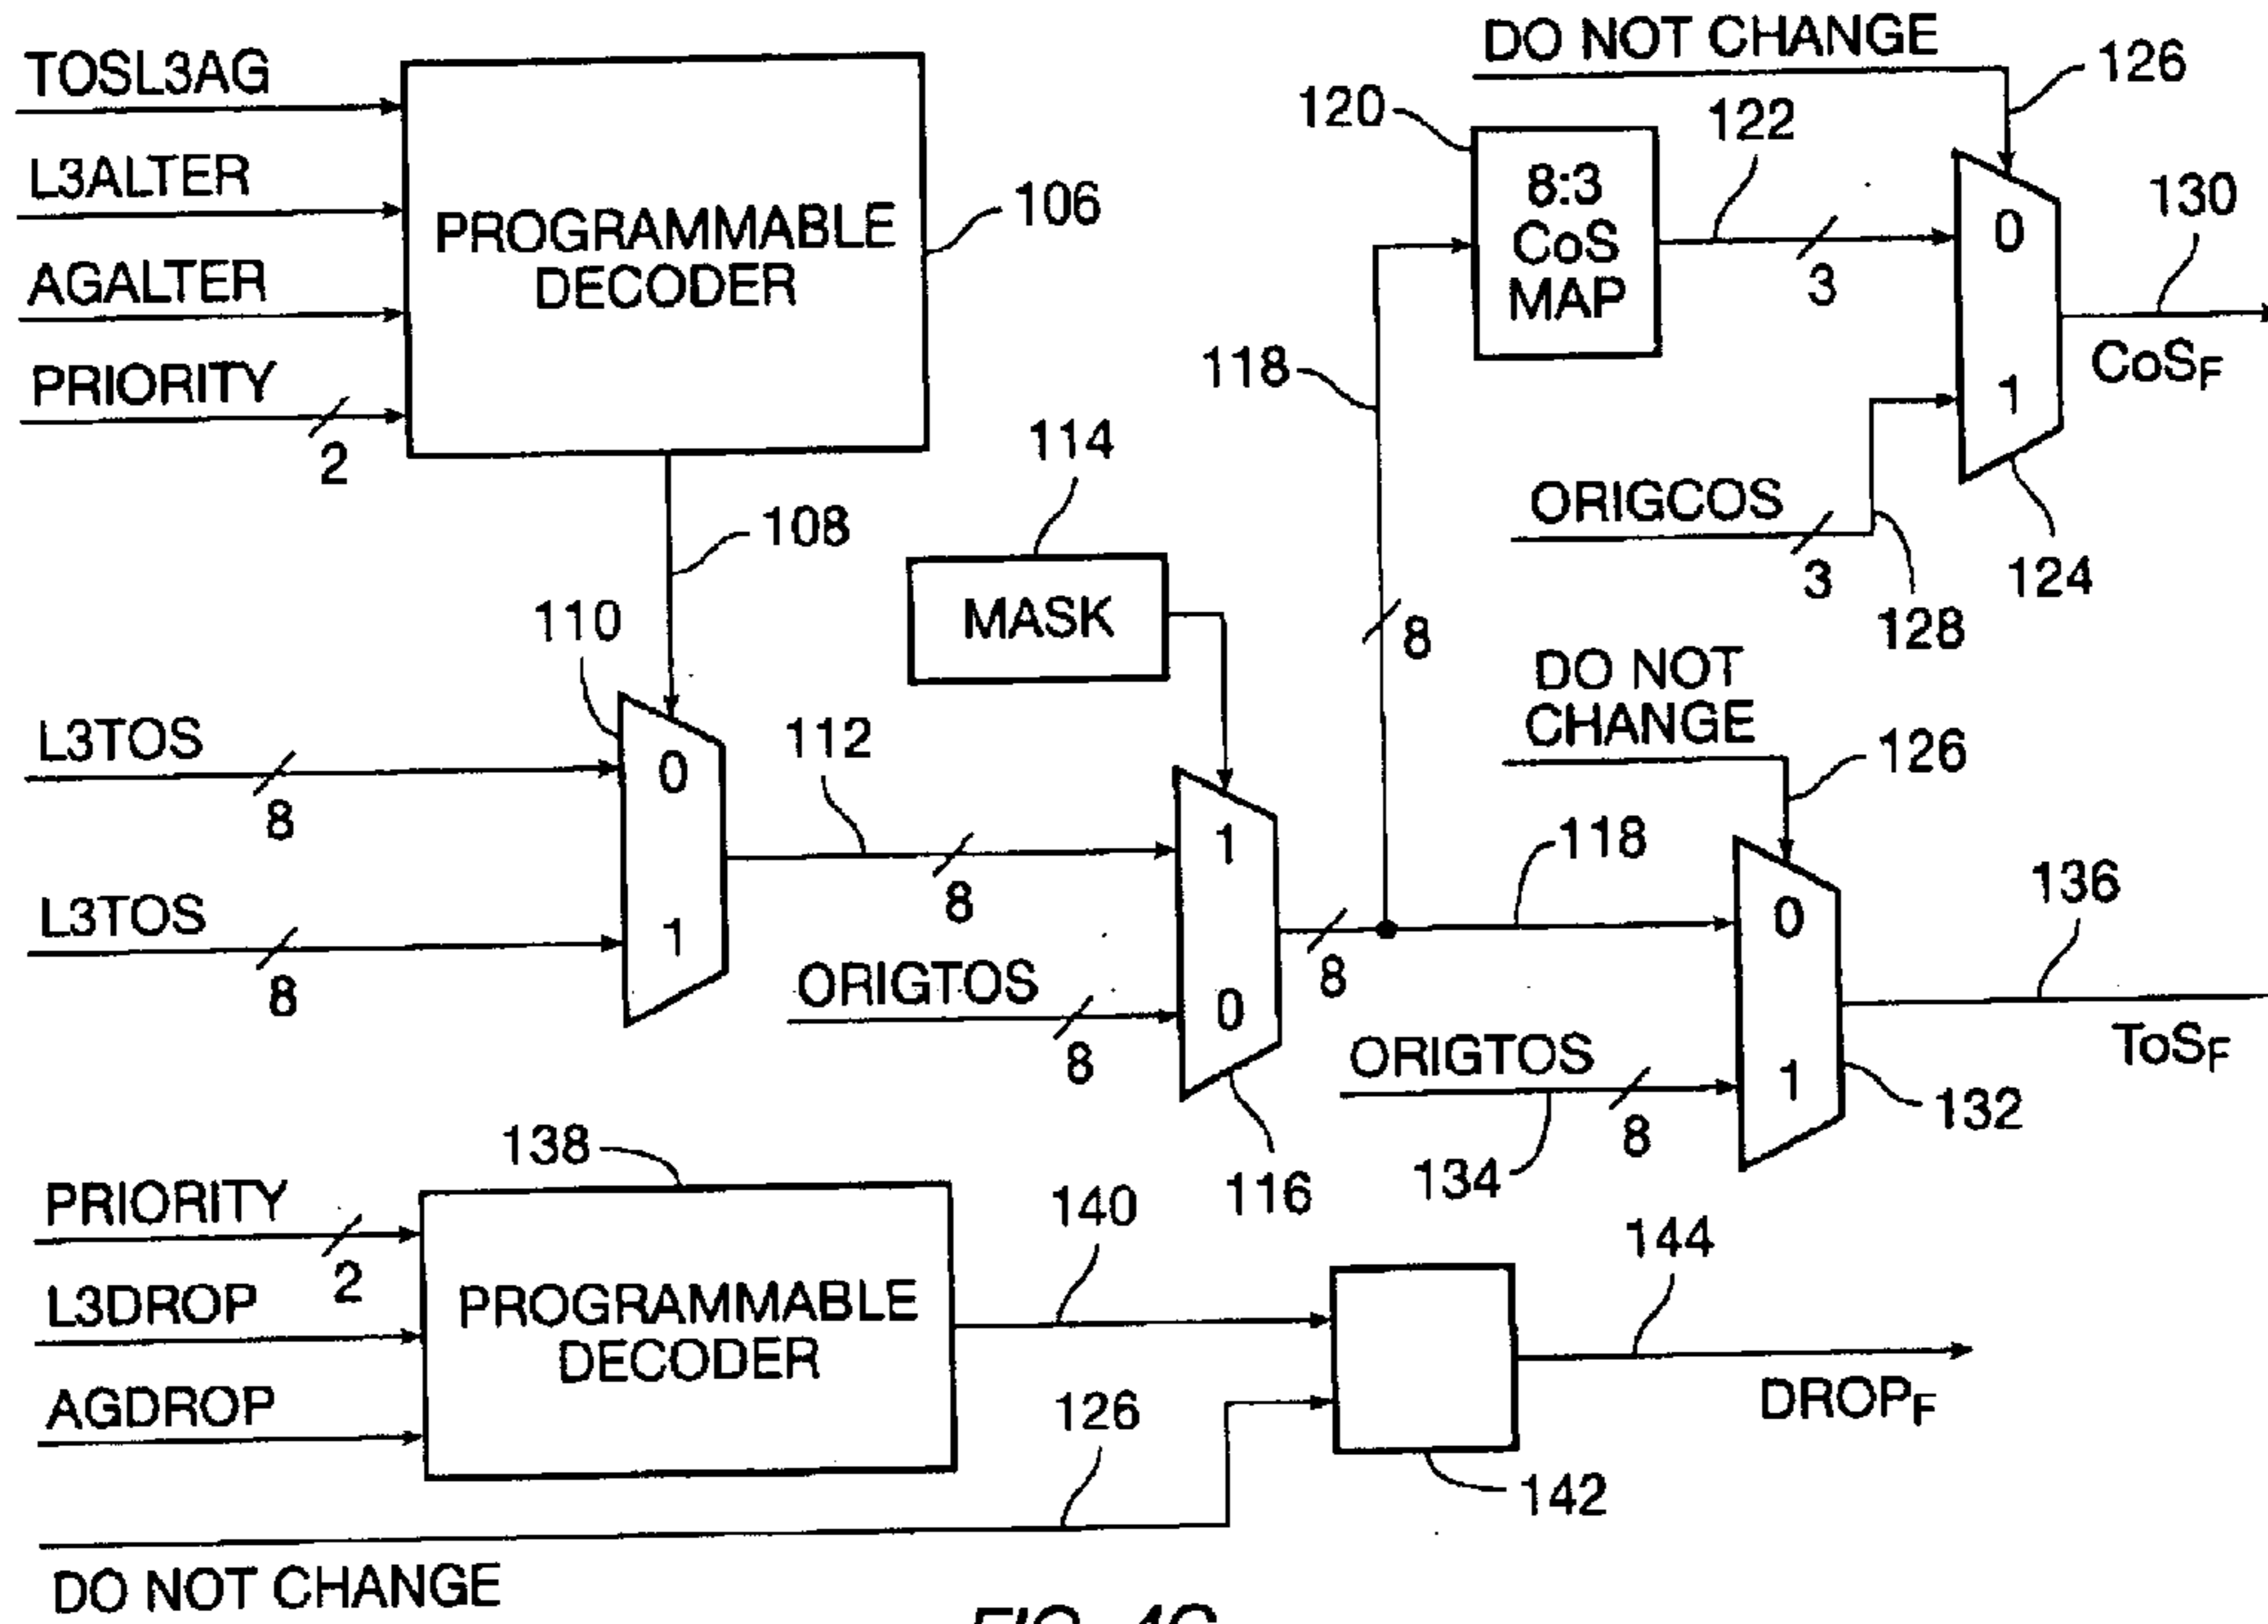 TOSL3AG
L3ALTER
AGALTER
PRIORITY
2
PROGRAMMABLE
DECODER
106
108
DO NOT CHANGE
126
120
8:3
CoS
MAP
122
3
0
1
130
CoSF
118
8
ORIGCOS
3
128
124
114
MASK
110
L3TOS
8
L3TOS
8
0
1
112
8
ORIGTOS
8
1
0
116
8
118
DO NOT
CHANGE
126
ORIGTOS
8
134
0
1
132
136
ToSF
138
PRIORITY
2
L3DROP
AGDROP
PROGRAMMABLE
DECODER
140
126
DO NOT CHANGE
142
144
DROPF